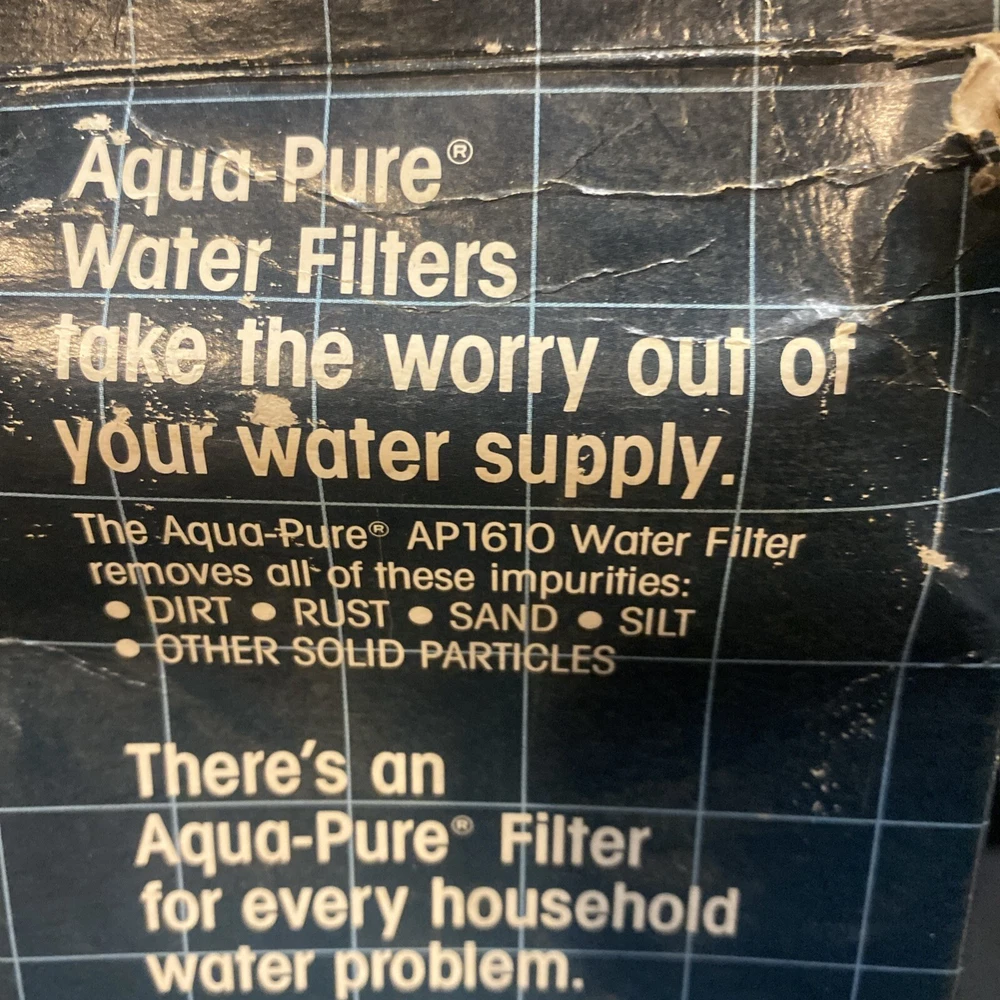 Aqua-Pure®
Water Filters
take the worry out of
your water supply.
The Aqua-Pure® AP1610 Water Filter
removes all of these impurities:
• DIRT • RUST • SAND • SILT
• OTHER SOLID PARTICLES
There's an
Aqua-Pure® Filter
for every household
water problem.